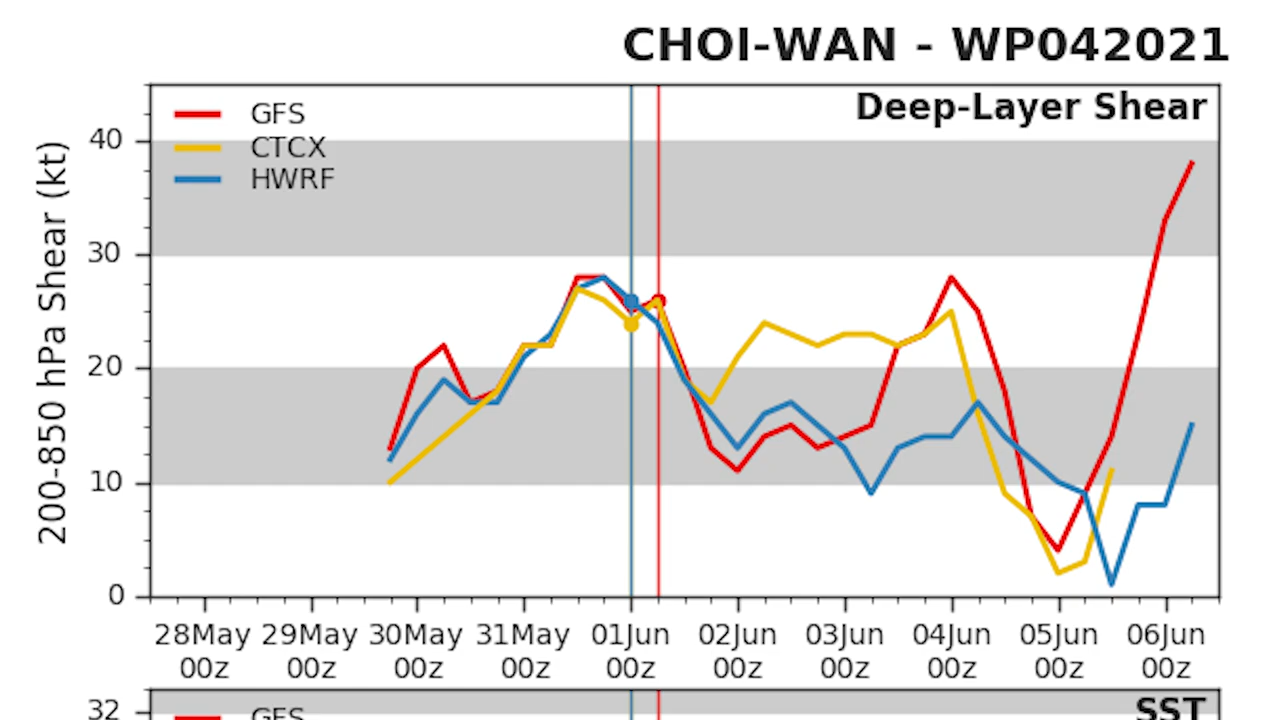 CHOI-WAN - WP042021
Deep-Layer Shear
GFS
CTCX
HWRF
200-850 hPa Shear (kt)
40
30
20
10
0
28May 29May 30May 31May 01Jun 02Jun 03Jun 04Jun 05Jun 06Jun
00z 00z 00z 00z 00z 00z 00z 00z 00z 00z
SST
32
GFS